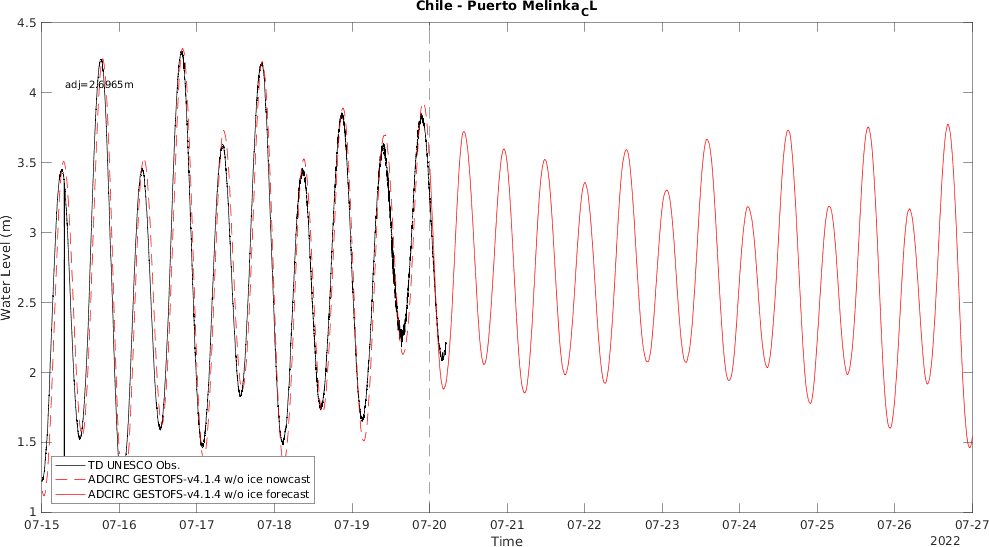 Chile - Puerto MelinkaCL
4.5
4
3.5
3
2.5
2
1.5
1
Water Level (m)
adj=2.6965m
TD UNESCO Obs.
ADCIRC GESTOFS-v4.1.4 w/o ice nowcast
ADCIRC GESTOFS-v4.1.4 w/o ice forecast
07-15 07-16 07-17 07-18 07-19 07-20 07-21 07-22 07-23 07-24 07-25 07-26 07-27
Time
2022